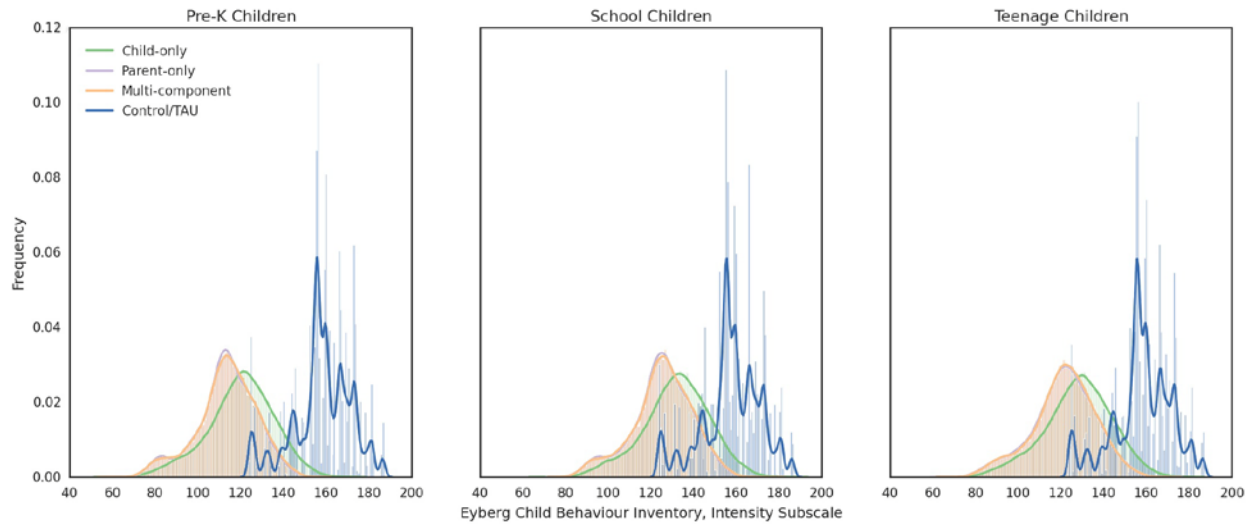 Pre-K Children
School Children
Teenage Children
0.12
0.10
0.08
0.06
0.04
0.02
0.00
Frequency
Child-only
Parent-only
Multi-component
Control/TAU
40 60 80 100 120 140 160 180 200
40 60 80 100 120 140 160 180 200
40 60 80 100 120 140 160 180 200
Eyberg Child Behaviour Inventory, Intensity Subscale